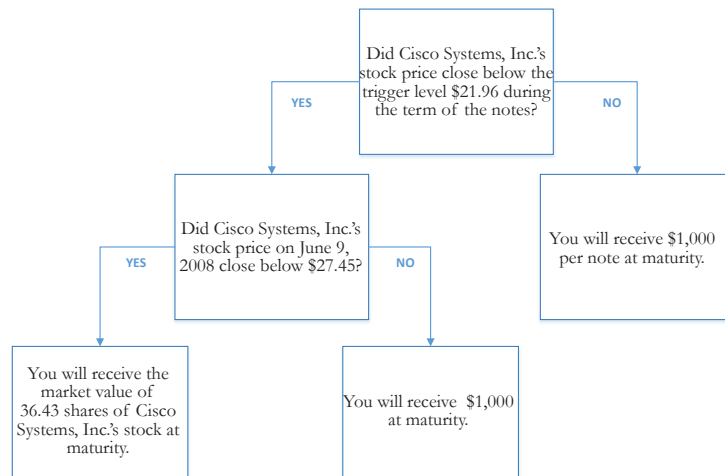 Did Cisco Systems, Inc.'s
stock price close below the
trigger level $21.96 during
the term of the notes?
YES
NO
Did Cisco Systems, Inc.'s
stock price on June 9,
2008 close below $27.45?
You will receive $1,000
per note at maturity.
YES
NO
You will receive the
market value of
36.43 shares of Cisco
Systems, Inc.'s stock at
maturity.
You will receive $1,000
at maturity.